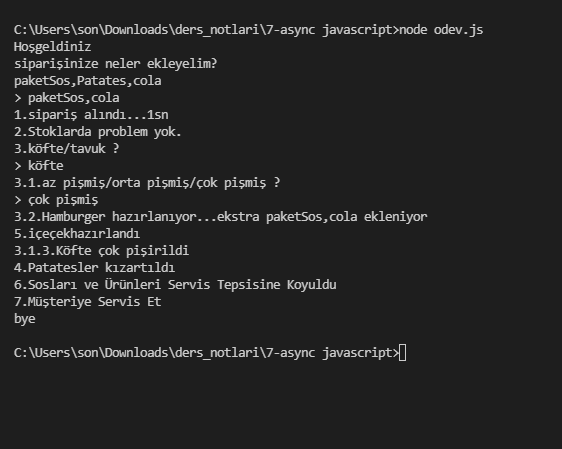 C:\Users\son\Downloads\ders_notlari\7-async javascript>node odev.js
Hoşgeldiniz
siparişinize neler ekleyelim?
paketSos,Patates,cola
> paketSos,cola
1.sipariş alındı...1sn
2.Stoklarda problem yok.
3.köfte/tavuk ?
> köfte
3.1.az pişmiş/orta pişmiş/çok pişmiş ?
> çok pişmiş
3.2.Hamburger hazırlanıyor...ekstra paketSos,cola ekleniyor
5.içeçekhazırlandı
3.1.3.Köfte çok pişirildi
4.Patatesler kızartıldı
6.Sosları ve Ürünleri Servis Tepsisine Koyuldu
7.Müşteriye Servis Et
bye
C:\Users\son\Downloads\ders_notlari\7-async javascript>